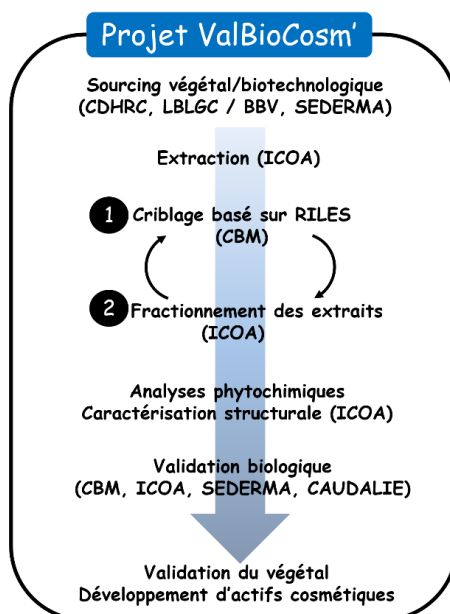 Projet ValBioCosm'
Sourcing végétal/biotechnologique
(CDHRC, LBLGC / BBV, SEDERMA)
Extraction (ICOA)
1 Criblage basé sur RILES
(CBM)
2 Fractionnement des extraits
(ICOA)
Analyses phytochimiques
Caractérisation structurale (ICOA)
Validation biologique
(CBM, ICOA, SEDERMA, CAUDALIE)
Validation du végétal
Développement d'actifs cosmétiques